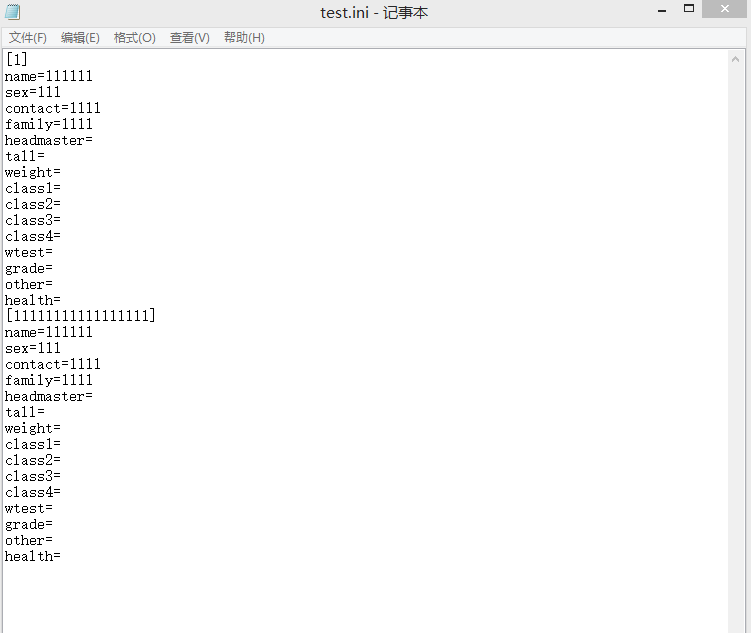 test.ini - 记事本
文件(F) 编辑(E) 格式(O) 查看(V) 帮助(H)
[1]
name=111111
sex=111
contact=1111
family=1111
headmaster=
tall=
weight=
class1=
class2=
class3=
class4=
wtest=
grade=
other=
health=
[11111111111111111]
name=111111
sex=111
contact=1111
family=1111
headmaster=
tall=
weight=
class1=
class2=
class3=
class4=
wtest=
grade=
other=
health=